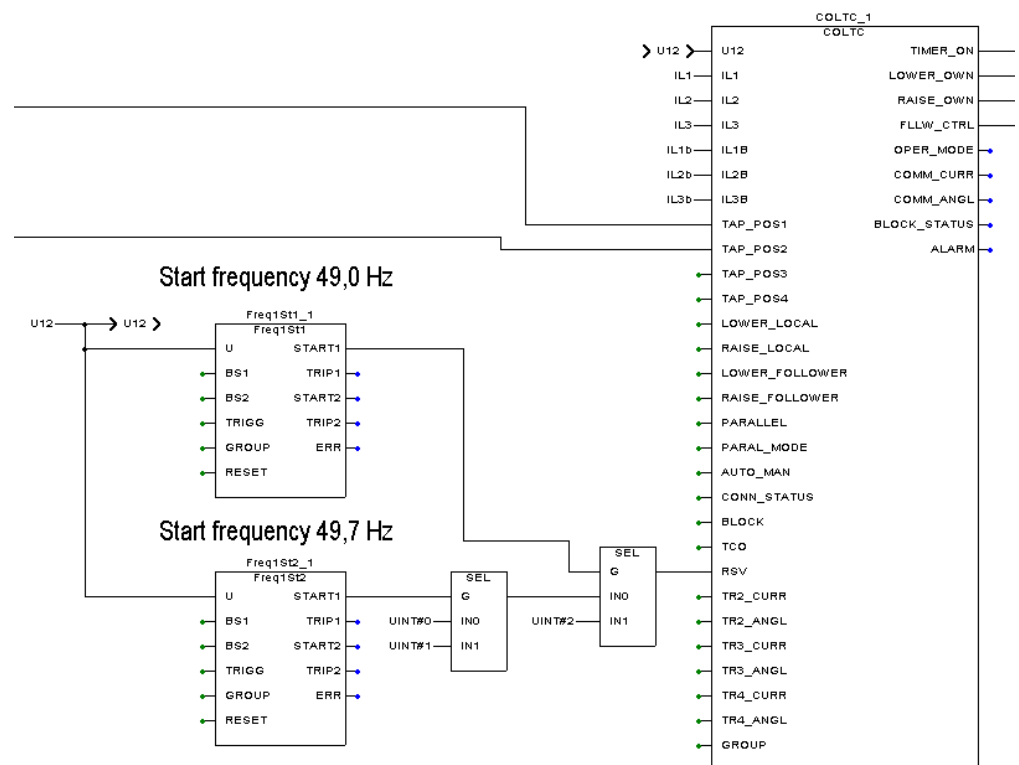 COLTC_1
COLTC
U12 U12 TIMER_ON
IL1 IL1 LOWER_OWN
IL2 IL2 RAISE_OWN
IL3 IL3 FLLW_CTRL
IL1b IL1B OPER_MODE
IL2b IL2B COMM_CURR
IL3b IL3B COMM_ANGL
TAP_POS1 BLOCK_STATUS
TAP_POS2 ALARM
TAP_POS3
TAP_POS4
LOWER_LOCAL
RAISE_LOCAL
LOWER_FOLLOWER
RAISE_FOLLOWER
PARALLEL
PARAL_MODE
AUTO_MAN
CONN_STATUS
BLOCK
TCO
RSV
TR2_CURR
TR2_ANGL
TR3_CURR
TR3_ANGL
TR4_CURR
TR4_ANGL
GROUP
Start frequency 49,0 Hz
U12 U12
Freq1St1_1
Freq1St1
U START1
BS1 TRIP1
BS2 START2
TRIGG TRIP2
GROUP ERR
RESET
Start frequency 49,7 Hz
Freq1St2_1
Freq1St2
U START1
BS1 TRIP1
BS2 START2
TRIGG TRIP2
GROUP ERR
RESET
SEL
G
UINT#0 IN0
UINT#1 IN1
SEL
G
IN0
UINT#2 IN1